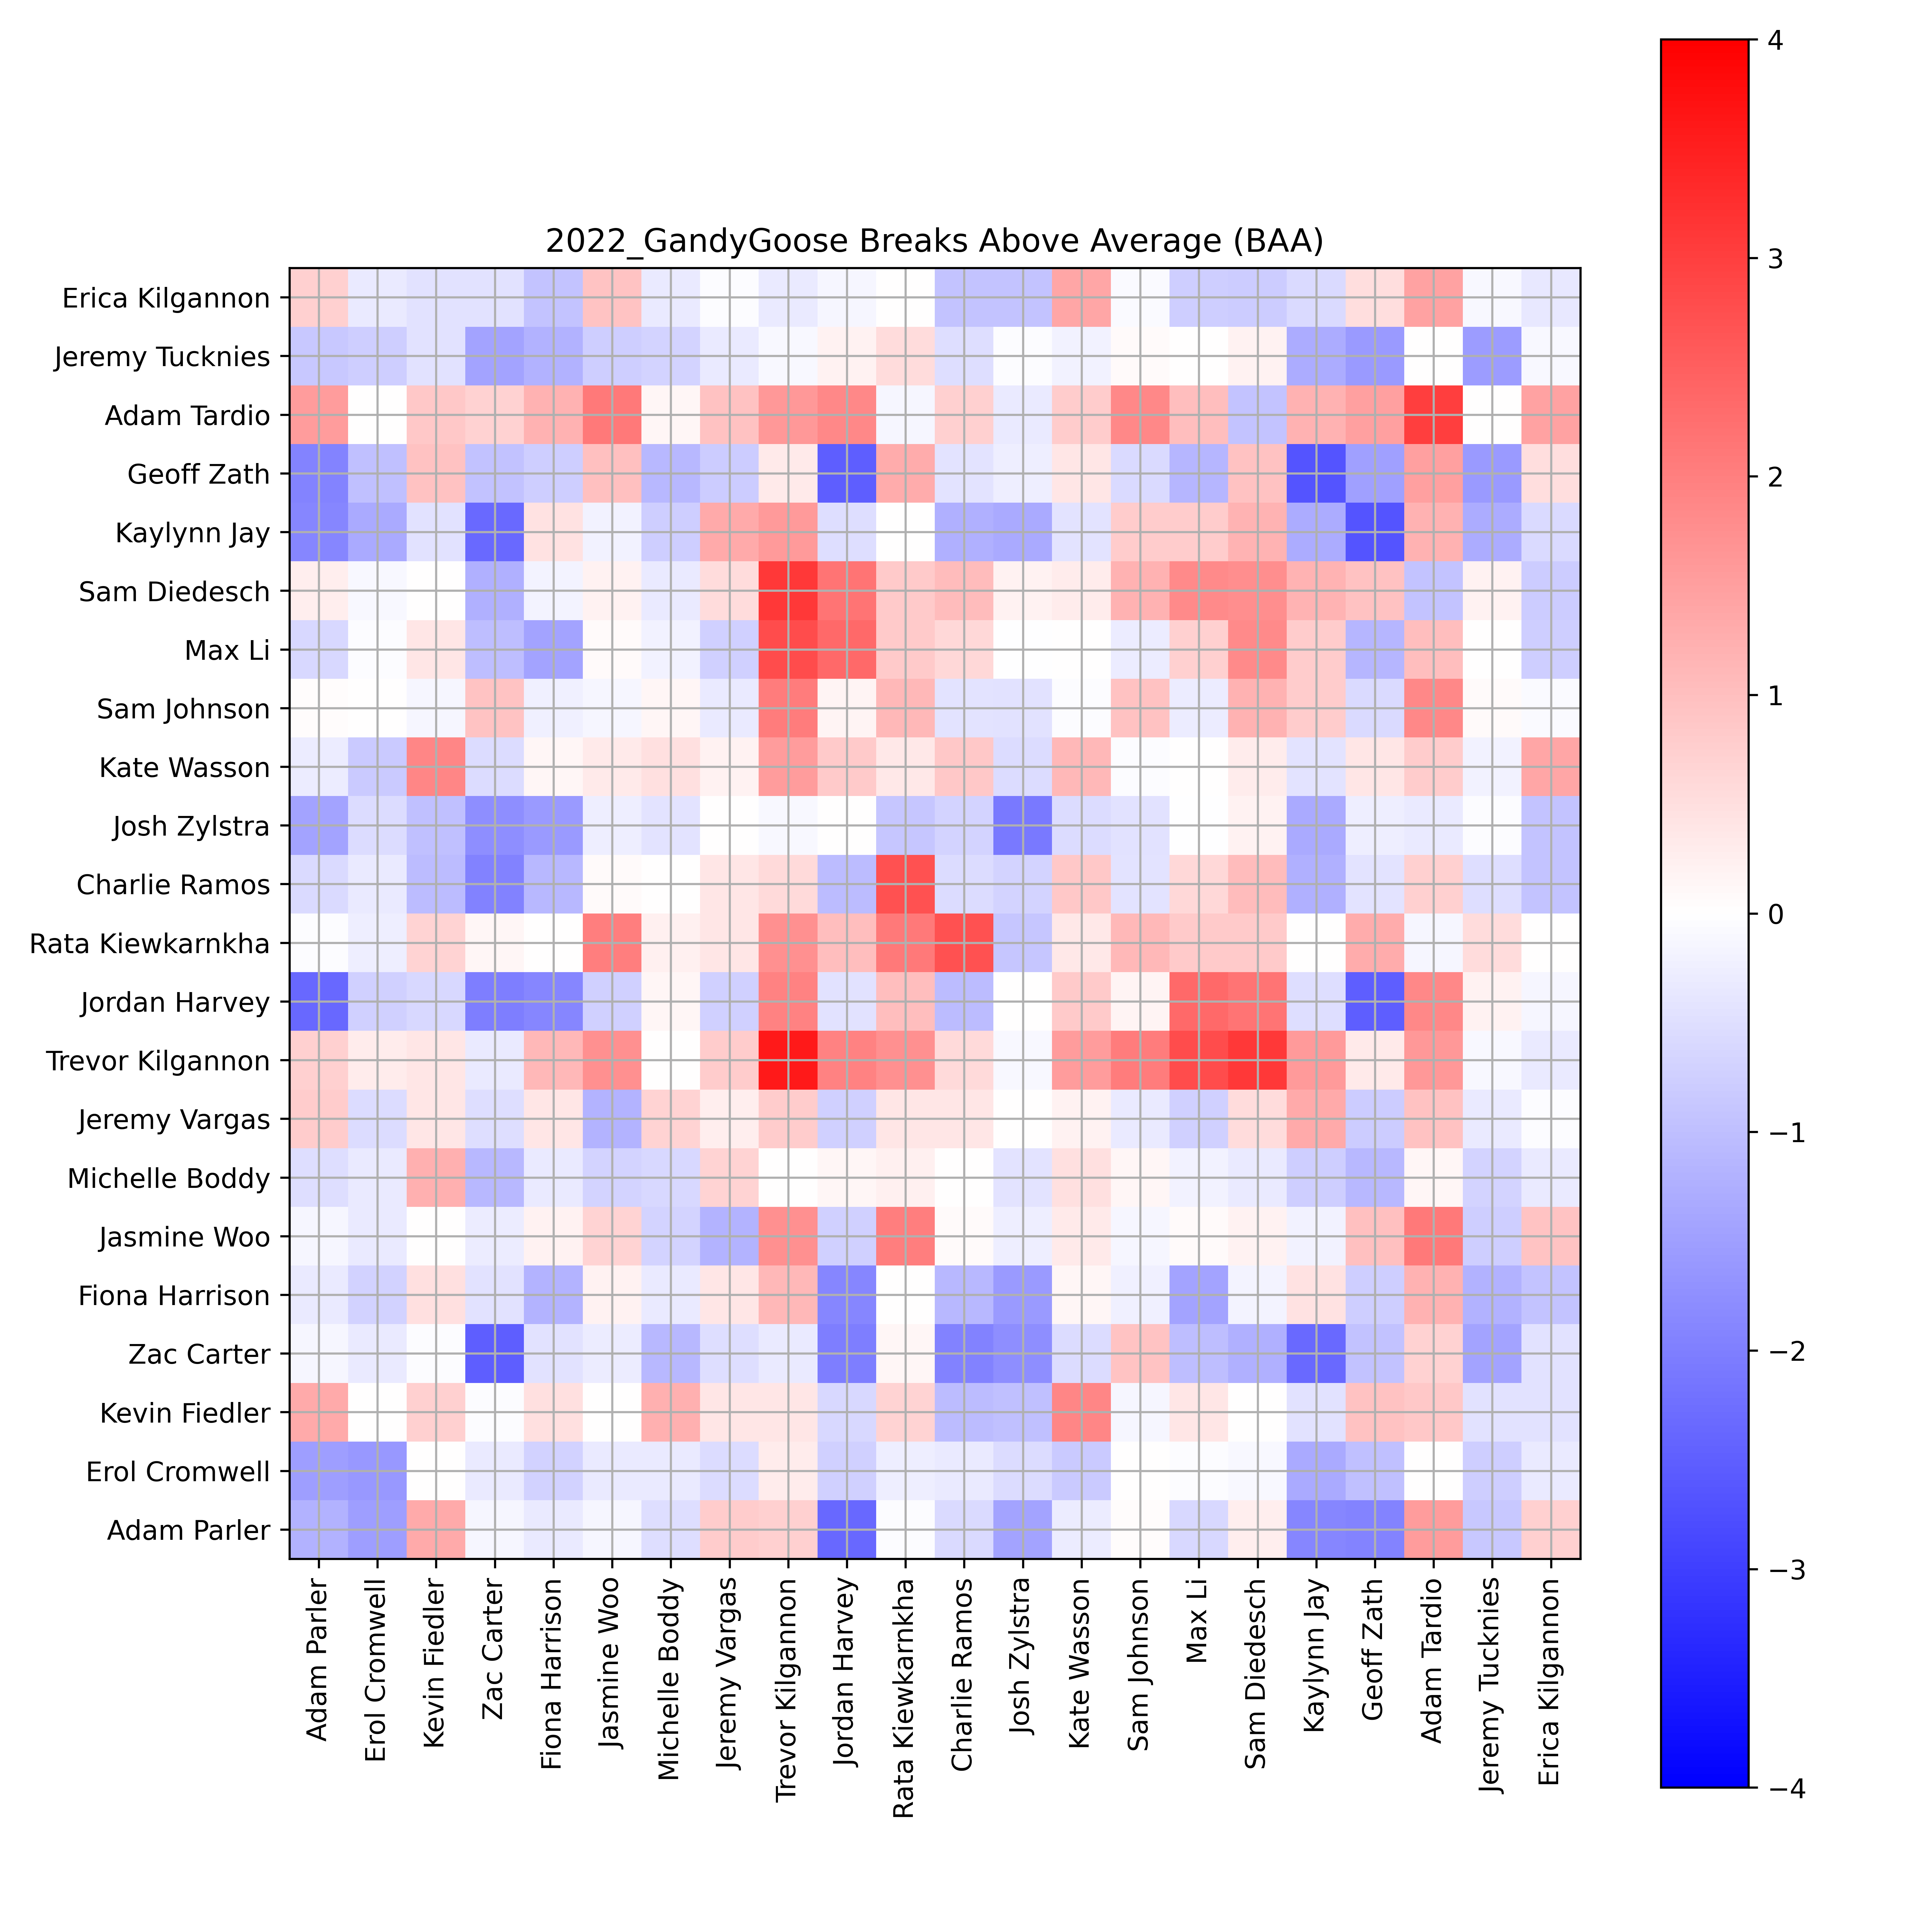 2022_GandyGoose Breaks Above Average (BAA)
Erica Kilgannon
Jeremy Tucknies
Adam Tardio
Geoff Zath
Kaylynn Jay
Sam Diedesch
Max Li
Sam Johnson
Kate Wasson
Josh Zylstra
Charlie Ramos
Rata Kiewkarnkha
Jordan Harvey
Trevor Kilgannon
Jeremy Vargas
Michelle Boddy
Jasmine Woo
Fiona Harrison
Zac Carter
Kevin Fiedler
Erol Cromwell
Adam Parler
Adam Parler
Erol Cromwell
Kevin Fiedler
Zac Carter
Fiona Harrison
Jasmine Woo
Michelle Boddy
Jeremy Vargas
Trevor Kilgannon
Jordan Harvey
Rata Kiewkarnkha
Charlie Ramos
Josh Zylstra
Kate Wasson
Sam Johnson
Max Li
Sam Diedesch
Kaylynn Jay
Geoff Zath
Adam Tardio
Jeremy Tucknies
Erica Kilgannon
4
3
2
1
0
−1
−2
−3
−4